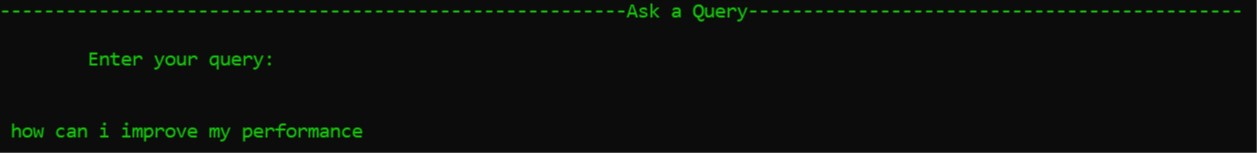 ---------------------------------------------------------Ask a Query---------------------------------------------
Enter your query:
how can i improve my performance